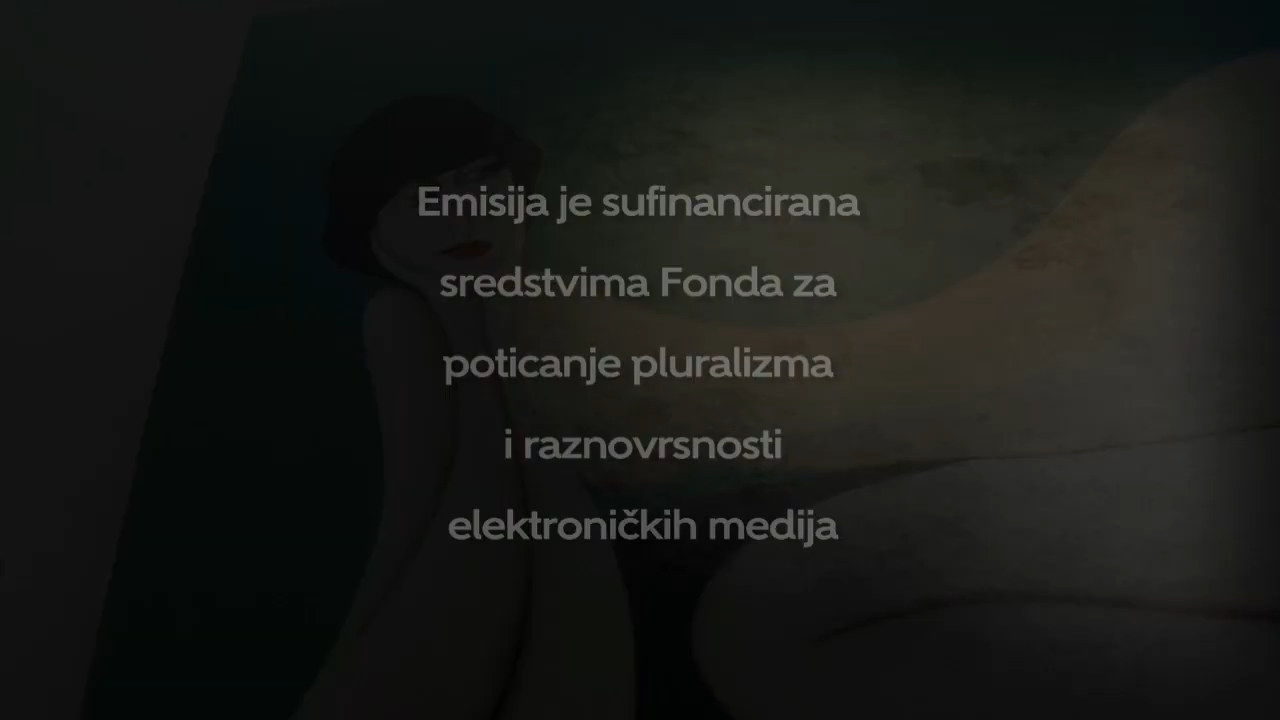 Emisija je sufinancirana
sredstvima Fonda za
poticanje pluralizma
i raznovrsnosti
elektroničkih medija